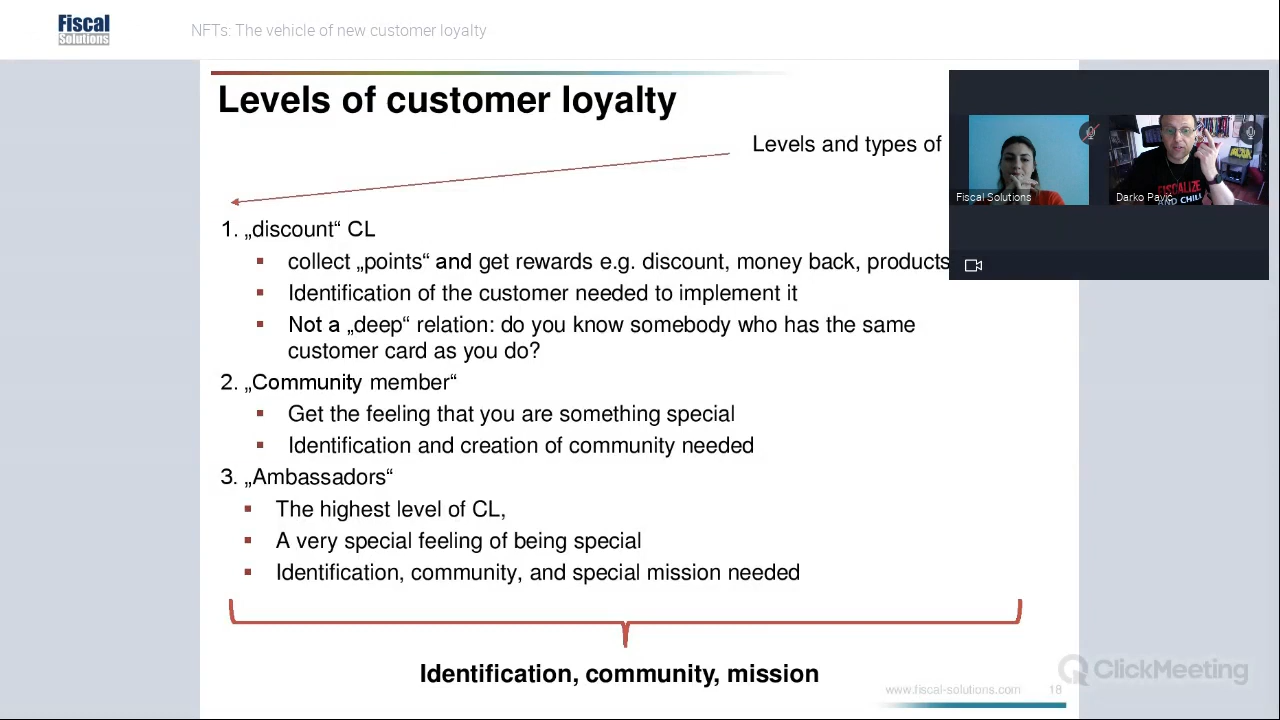 Fiscal
Solutions
NFTs: The vehicle of new customer loyalty
Levels of customer loyalty
Levels and types of
1. „discount“ CL
▪ collect „points“ and get rewards e.g. discount, money back, products
▪ Identification of the customer needed to implement it
▪ Not a „deep“ relation: do you know somebody who has the same
customer card as you do?
2. „Community member“
▪ Get the feeling that you are something special
▪ Identification and creation of community needed
3. „Ambassadors“
▪ The highest level of CL,
▪ A very special feeling of being special
▪ Identification, community, and special mission needed
Identification, community, mission
www.fiscal-solutions.com 18
Fiscal Solutions
Darko Pavić
FISCALIZE
AND CHILL
ClickMeeting